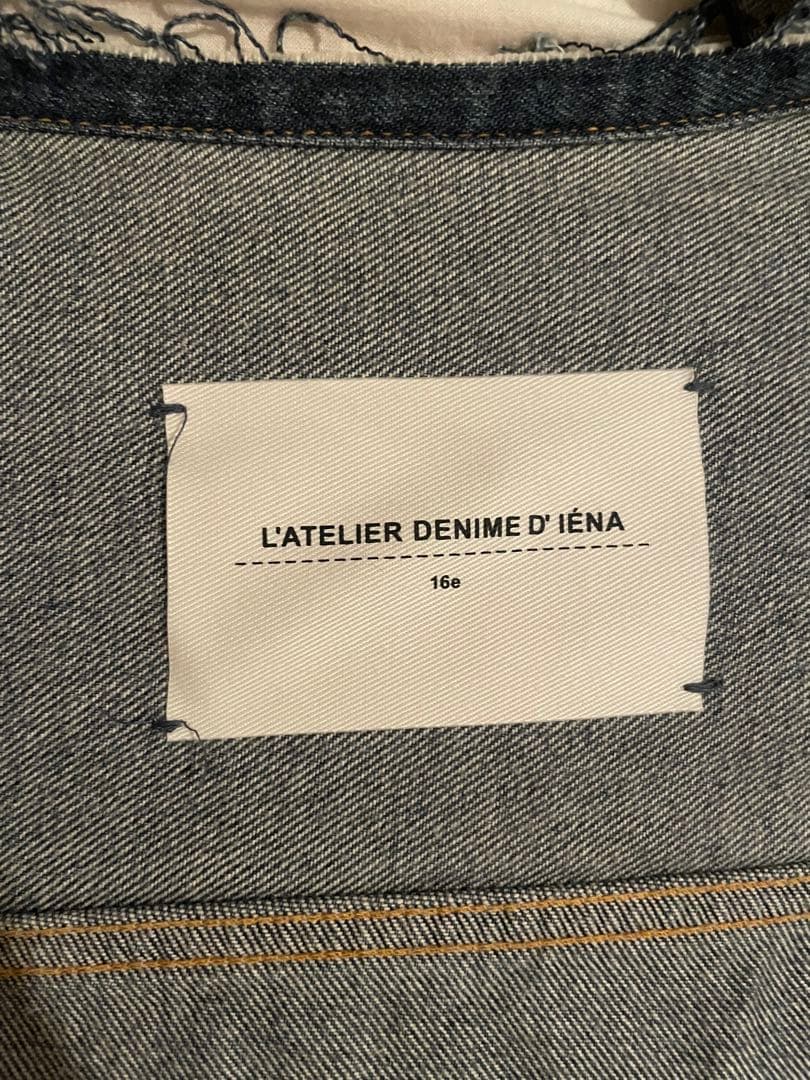 L'ATELIER DENIME D' IÉNA
16e